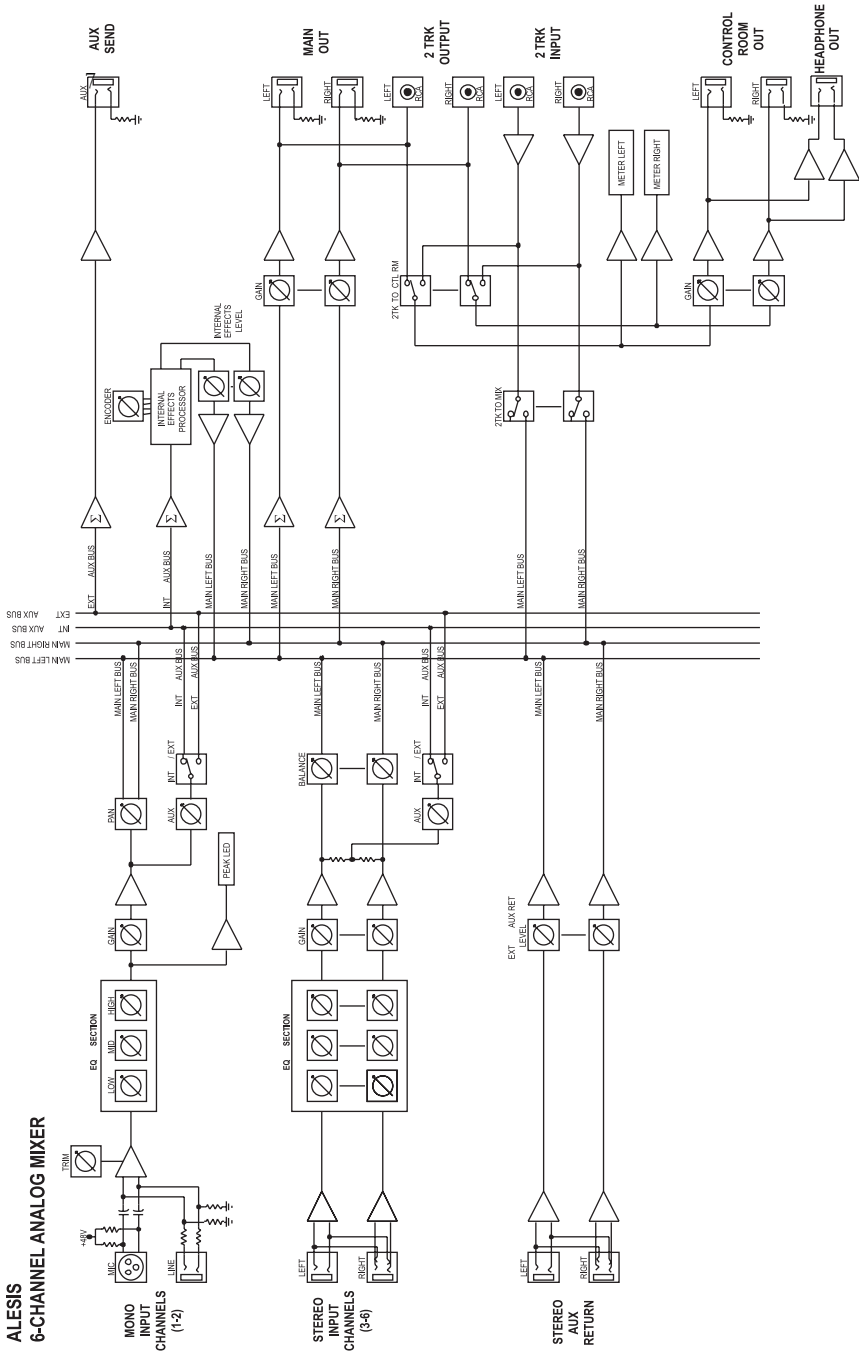 ALESIS
6-CHANNEL ANALOG MIXER
MONO
INPUT
CHANNELS
(1-2)
MIC
+48V
LINE
TRIM
EQ SECTION
LOW
MID
HIGH
GAIN
PEAK LED
PAN
AUX
INT / EXT
MAIN LEFT BUS
MAIN RIGHT BUS
INT AUX BUS
EXT AUX BUS
STEREO
INPUT
CHANNELS
(3-6)
LEFT
RIGHT
EQ SECTION
GAIN
BALANCE
AUX
INT / EXT
MAIN LEFT BUS
MAIN RIGHT BUS
INT AUX BUS
EXT AUX BUS
STEREO
AUX
RETURN
LEFT
RIGHT
EXT AUX RET
LEVEL
MAIN LEFT BUS
MAIN RIGHT BUS
MAIN LEFT BUS
MAIN RIGHT BUS
INT AUX BUS
EXT AUX BUS
EXT AUX BUS
INT AUX BUS
MAIN LEFT BUS
MAIN RIGHT BUS
Σ
Σ
Σ
Σ
ENCODER
INTERNAL
EFFECTS
PROCESSOR
INTERNAL
EFFECTS
LEVEL
MAIN LEFT BUS
MAIN RIGHT BUS
2TK TO MIX
GAIN
2TK TO CTL RM
GAIN
METER LEFT
METER RIGHT
AUX
AUX
SEND
LEFT
RIGHT
MAIN
OUT
LEFT
RCA
RIGHT
RCA
2 TRK
OUTPUT
LEFT
RCA
RIGHT
RCA
2 TRK
INPUT
LEFT
RIGHT
CONTROL
ROOM
OUT
HEADPHONE
OUT